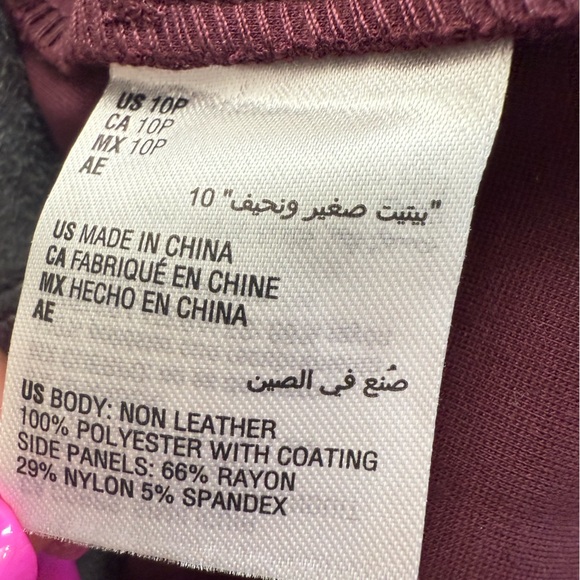 US 10P
CA 10P
MX 10P
AE
"بيتيت صغير ونحيف" 10
US MADE IN CHINA
CA FABRIQUÉ EN CHINE
MX HECHO EN CHINA
AE
صُنع في الصين
US BODY: NON LEATHER
100% POLYESTER WITH COATING
SIDE PANELS: 66% RAYON
29% NYLON 5% SPANDEX